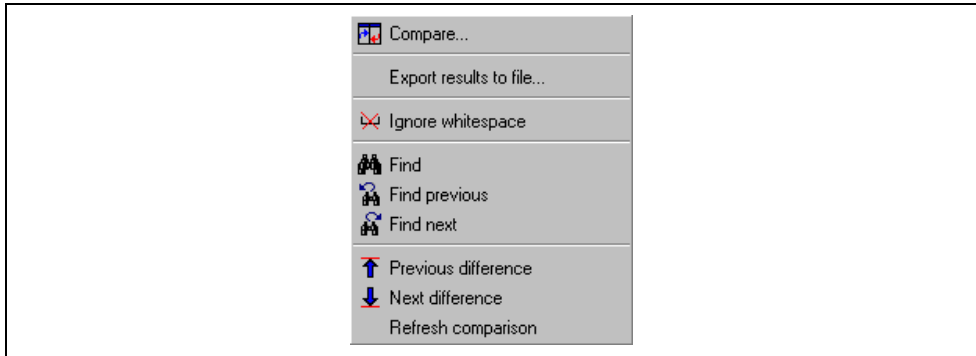 Compare...
Export results to file...
Ignore whitespace
Find
Find previous
Find next
Previous difference
Next difference
Refresh comparison